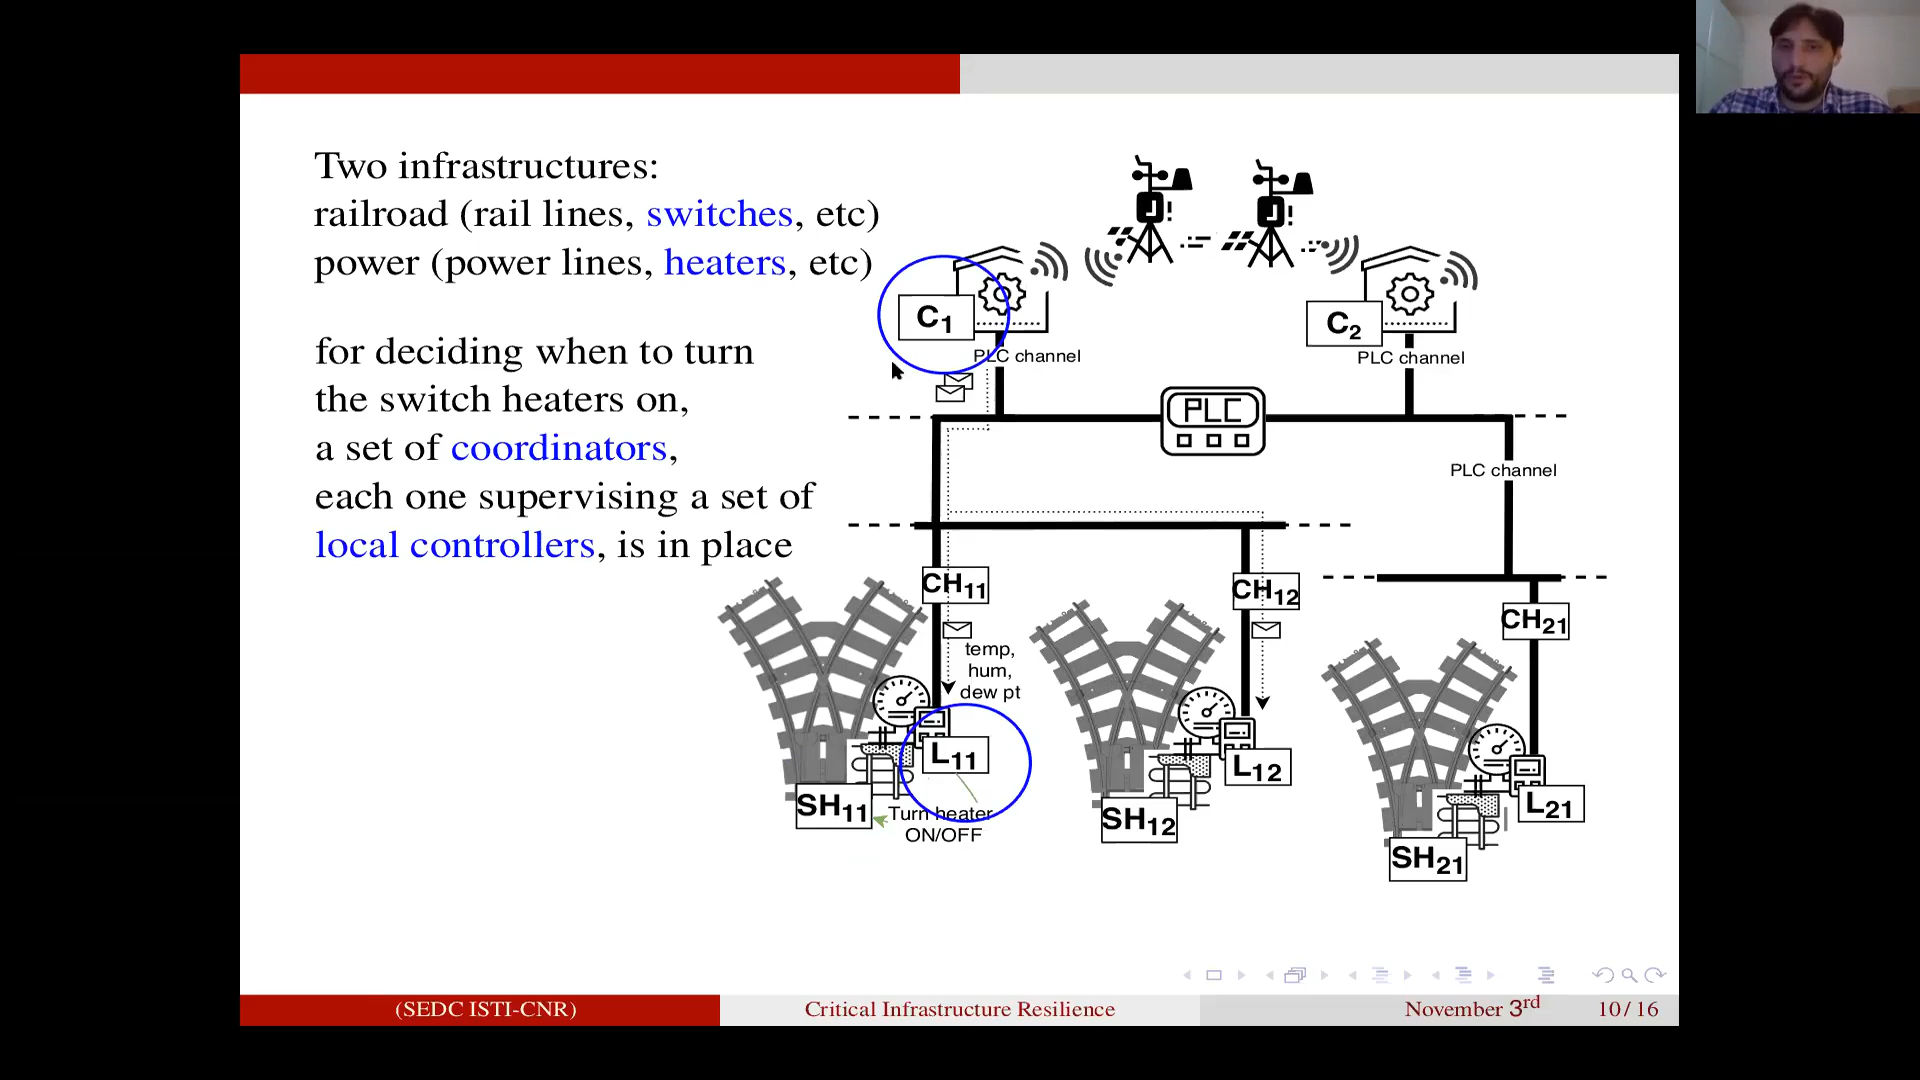 Two infrastructures:
railroad (rail lines, switches, etc)
power (power lines, heaters, etc)
for deciding when to turn
the switch heaters on,
a set of coordinators,
each one supervising a set of
local controllers, is in place
C1
C2
PLC channel
PLC channel
PLC
PLC channel
CH11
CH12
CH21
temp,
hum,
dew pt
L11
L12
L21
SH11
SH12
SH21
Turn heater
ON/OFF
(SEDC ISTI-CNR)
Critical Infrastructure Resilience
November 3rd
10 / 16